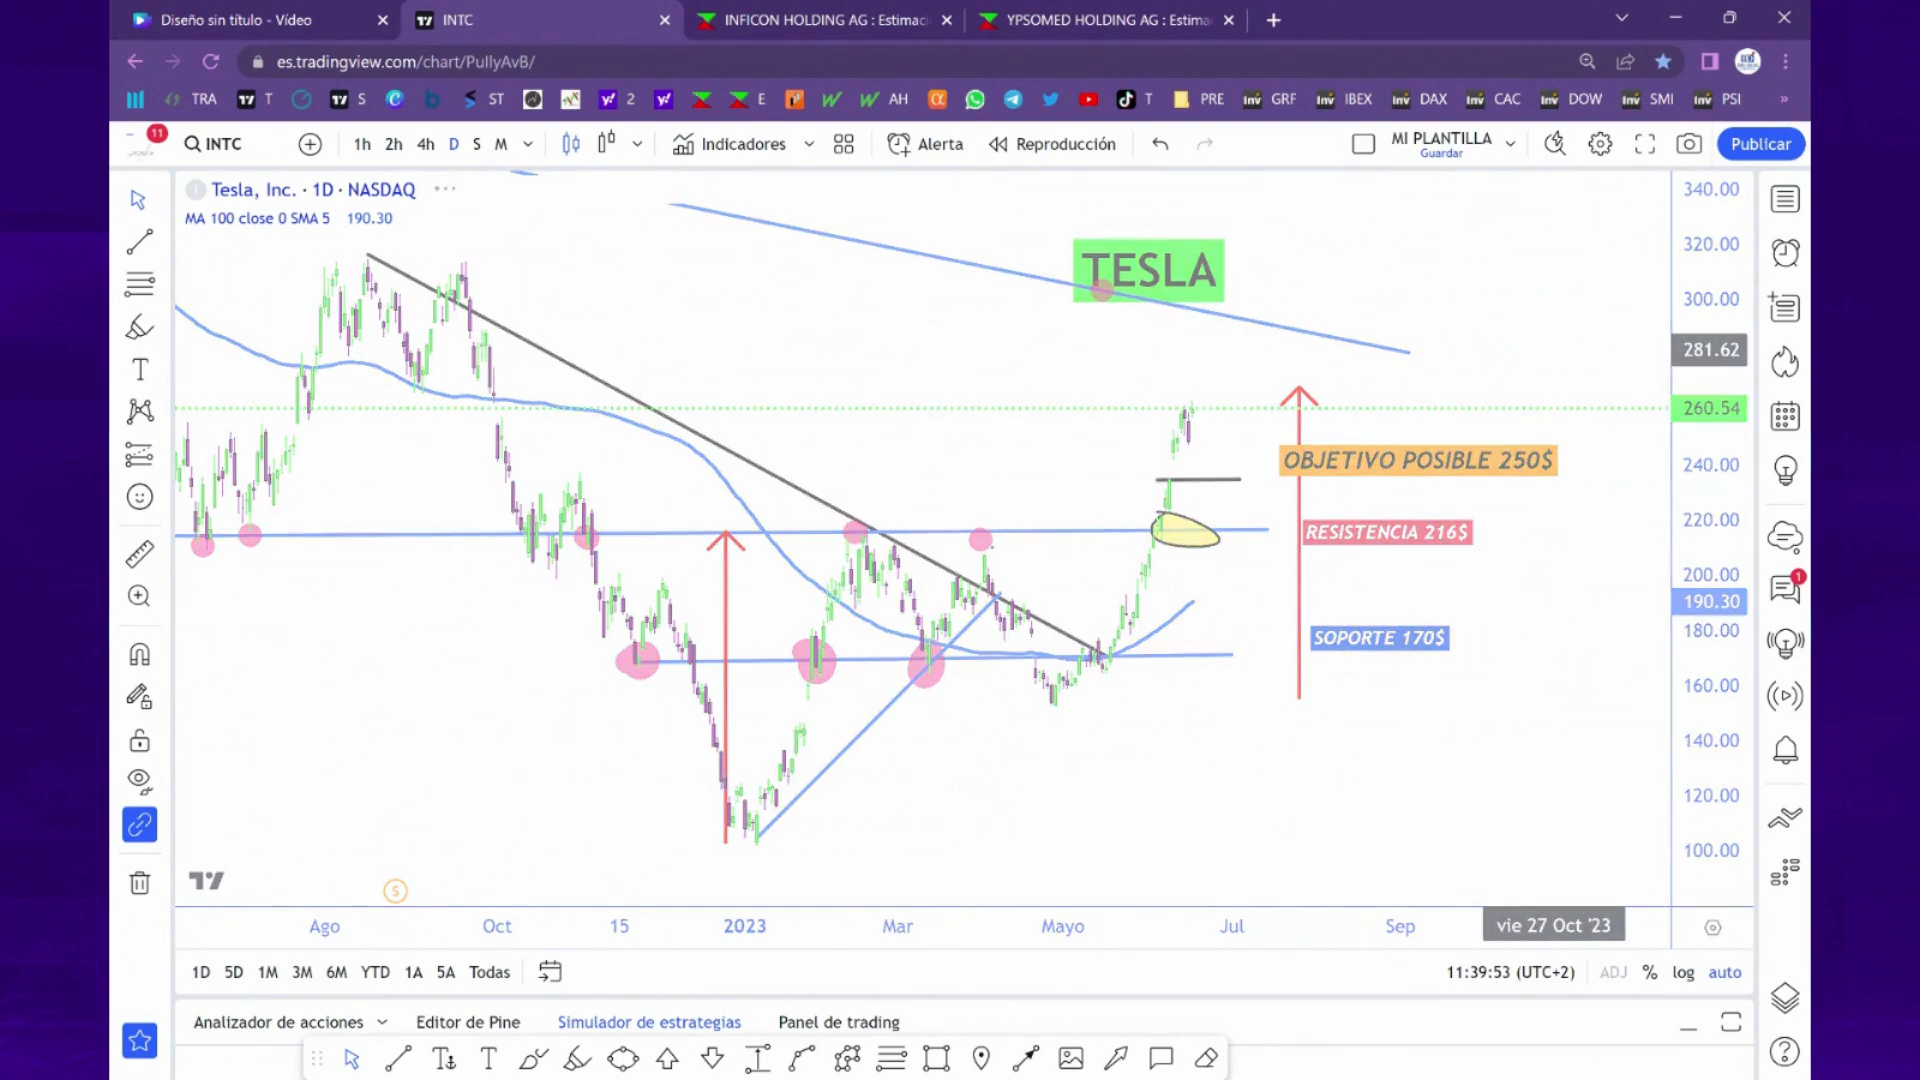 Diseño sin título - Vídeo
INTC
INFICON HOLDING AG : Estimaci
YPSOMED HOLDING AG : Estima
es.tradingview.com/chart/PullyAvB/
TRA
T
S
ST
2
E
AH
T
PRE
GRF
IBEX
DAX
CAC
DOW
SMI
PSI
11
INTC
1h 2h 4h D S M
Indicadores
Alerta
Reproducción
MI PLANTILLA
Guardar
Publicar
Tesla, Inc. · 1D · NASDAQ
MA 100 close 0 SMA 5 190.30
TESLA
OBJETIVO POSIBLE 250$
RESISTENCIA 216$
SOPORTE 170$
340.00
320.00
300.00
281.62
260.54
240.00
220.00
200.00
190.30
180.00
160.00
140.00
120.00
100.00
1
S
Ago
Oct
15
2023
Mar
Mayo
Jul
Sep
vie 27 Oct '23
1D 5D 1M 3M 6M YTD 1A 5A Todas
11:39:53 (UTC+2)
ADJ % log auto
Analizador de acciones
Editor de Pine
Simulador de estrategias
Panel de trading